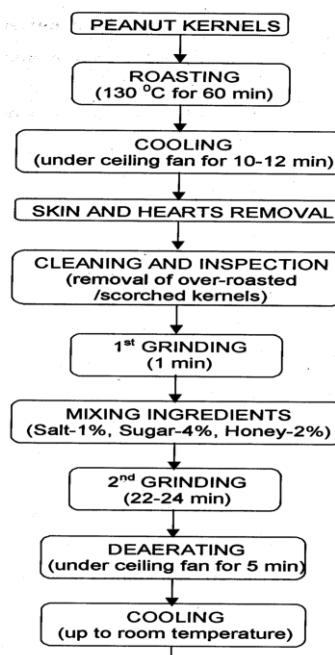 PEANUT KERNELS
ROASTING
(130 °C for 60 min)
COOLING
(under ceiling fan for 10-12 min)
SKIN AND HEARTS REMOVAL
CLEANING AND INSPECTION
(removal of over-roasted
/scorched kernels)
1st GRINDING
(1 min)
MIXING INGREDIENTS
(Salt-1%, Sugar-4%, Honey-2%)
2nd GRINDING
(22-24 min)
DEAERATING
(under ceiling fan for 5 min)
COOLING
(up to room temperature)